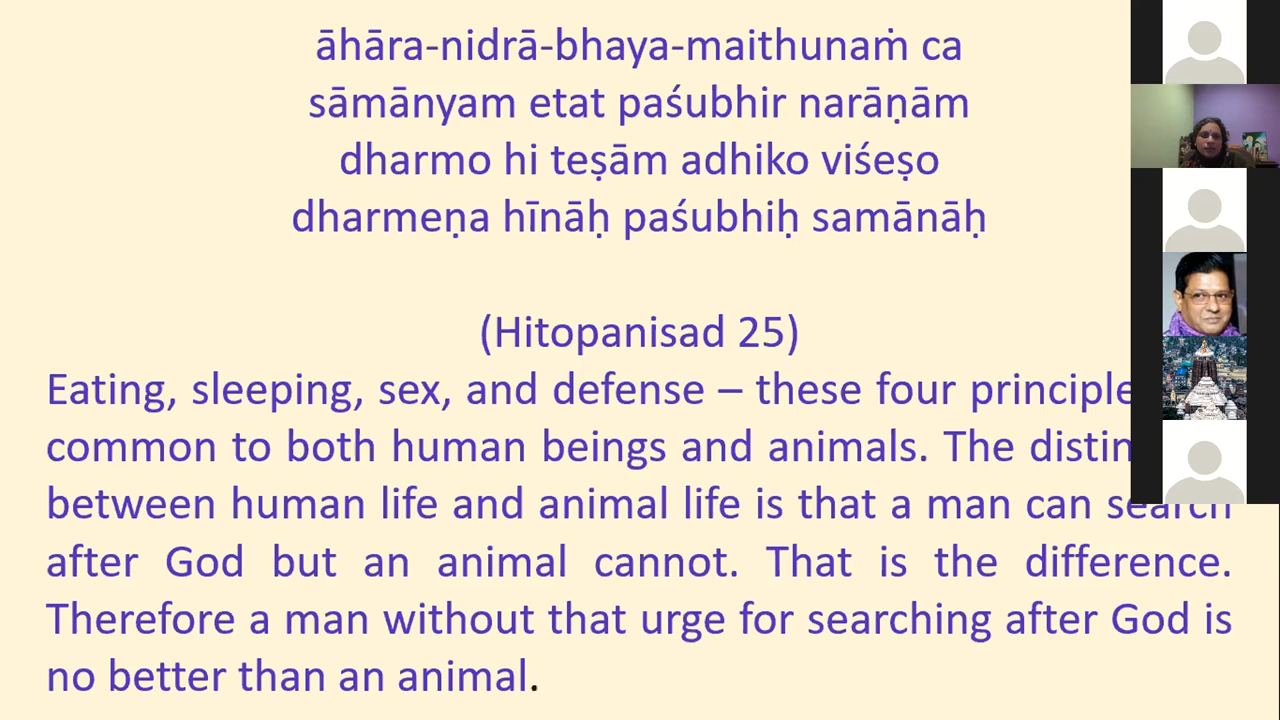 āhāra-nidrā-bhaya-maithunaṁ ca
sāmānyam etat paśubhir narāṇām
dharmo hi teṣām adhiko viśeṣo
dharmeṇa hīnāḥ paśubhiḥ samānāḥ
(Hitopanisad 25)
Eating, sleeping, sex, and defense – these four principle
common to both human beings and animals. The distin
between human life and animal life is that a man can search
after God but an animal cannot. That is the difference.
Therefore a man without that urge for searching after God is
no better than an animal.